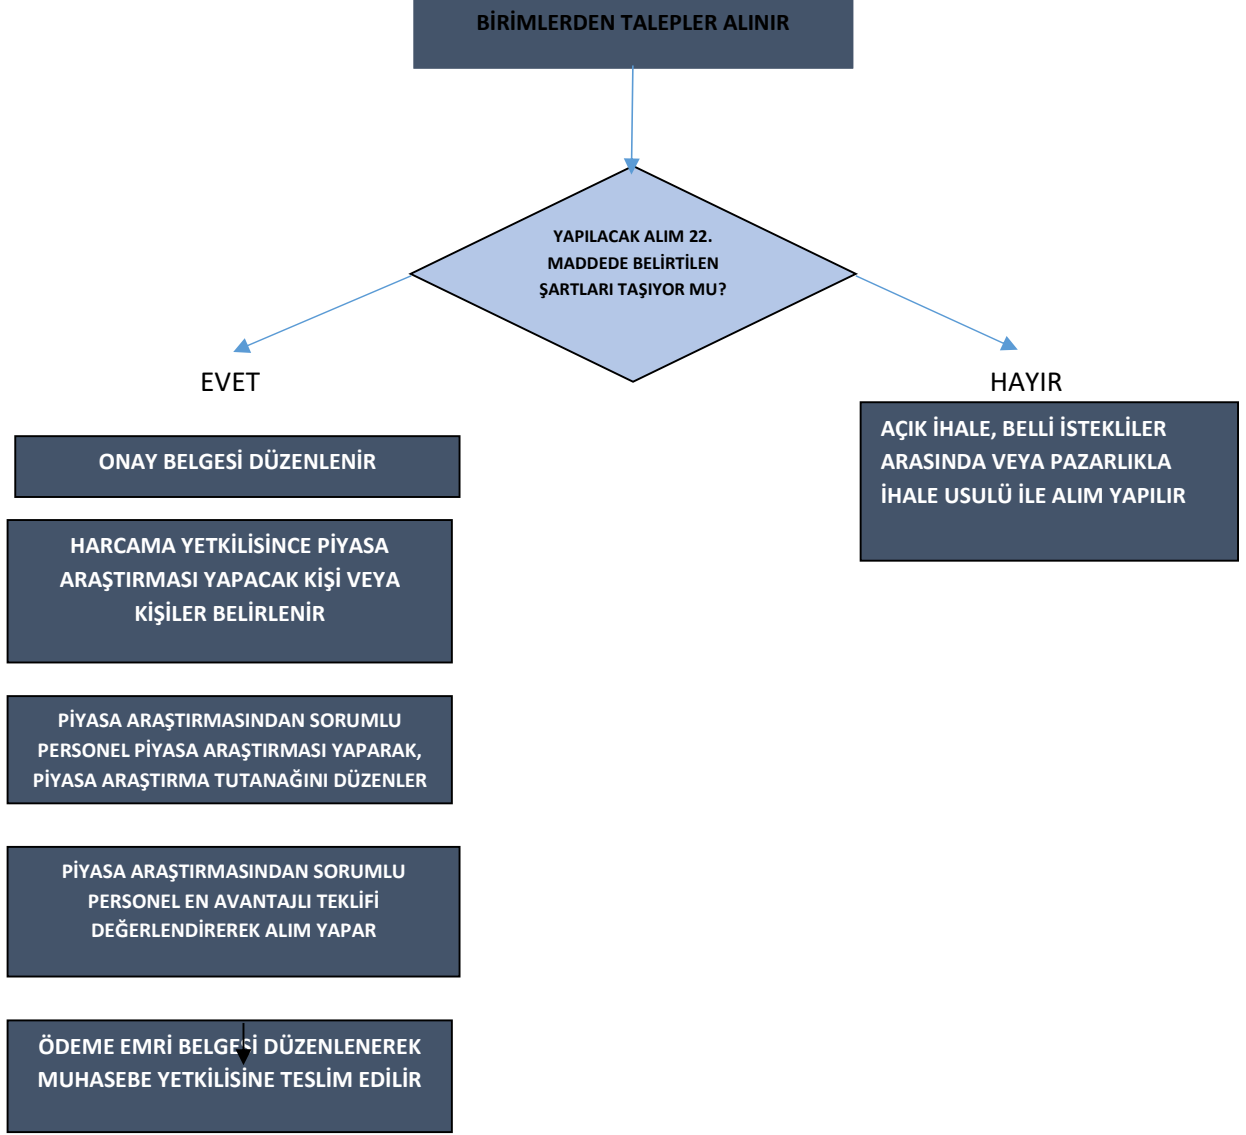 BİRİMLERDEN TALEPLER ALINIR
YAPILACAK ALIM 22.
MADDEDE BELİRTİLEN
ŞARTLARI TAŞIYOR MU?
EVET
HAYIR
AÇIK İHALE, BELLİ İSTEKLİLER
ARASINDA VEYA PAZARLIKLA
İHALE USULÜ İLE ALIM YAPILIR
ONAY BELGESİ DÜZENLENİR
HARCAMA YETKİLİSİNCE PİYASA
ARAŞTIRMASI YAPACAK KİŞİ VEYA
KİŞİLER BELİRLENİR
PİYASA ARAŞTIRMASINDAN SORUMLU
PERSONEL PİYASA ARAŞTIRMASI YAPARAK,
PİYASA ARAŞTIRMA TUTANAĞINI DÜZENLER
PİYASA ARAŞTIRMASINDAN SORUMLU
PERSONEL EN AVANTAJLI TEKLİFİ
DEĞERLENDİREREK ALIM YAPAR
ÖDEME EMRİ BELGESİ DÜZENLENEREK
MUHASEBE YETKİLİSİNE TESLİM EDİLİR